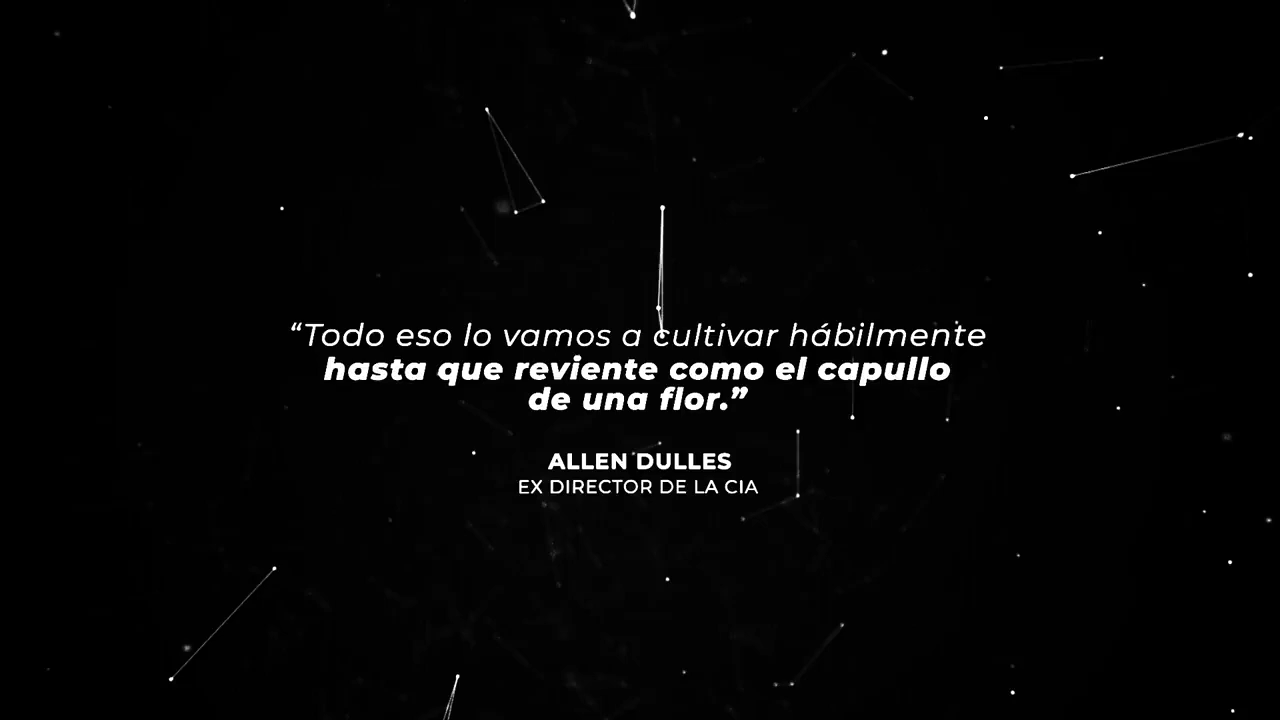 “Todo eso lo vamos a cultivar hábilmente
hasta que reviente como el capullo
de una flor.”
ALLEN DULLES
EX DIRECTOR DE LA CIA